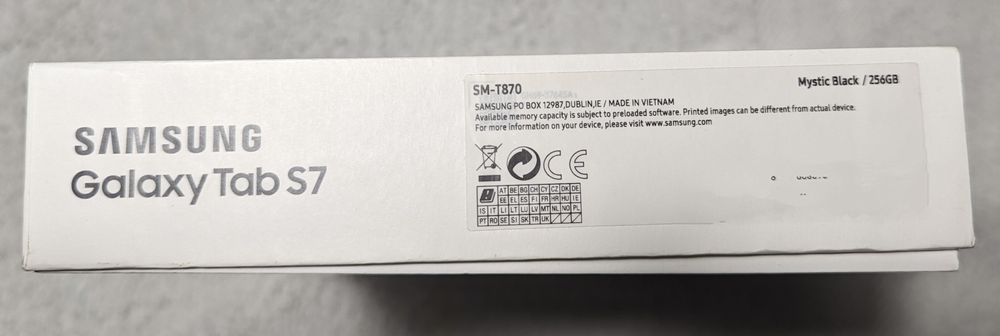 SAMSUNG
Galaxy Tab S7
SM-T870
Mystic Black / 256GB
SAMSUNG PO BOX 12987,DUBLIN,IE / MADE IN VIETNAM
Available memory capacity is subject to preloaded software. Printed images can be different from actual device.
For more information on your device, please visit www.samsung.com
CE
AT BE BG CH CY CZ DK DE
EE EL ES FI FR HR HU IE
IS IT LI LT LU LV MT NL NO PL
PT RO SE SI SK TR UK